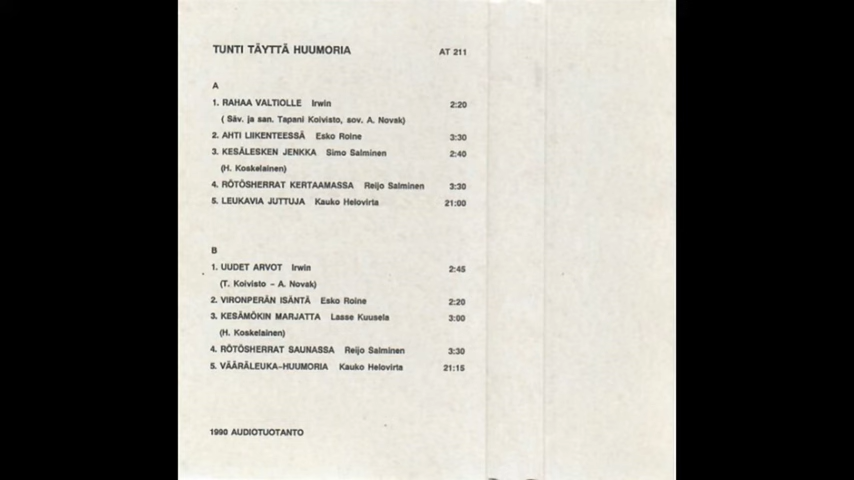 TUNTI TÄYTTÄ HUUMORIA AT 211
A
1. RAHAA VALTIOLLE Irwin 2:20
( Säv. ja san. Tapani Koivisto, sov. A. Novak)
2. AHTI LIIKENTEESSÄ Esko Roine 3:30
3. KESÄLESKEN JENKKA Simo Salminen 2:40
(H. Koskelainen)
4. RÖTÖSHERRAT KERTAAMASSA Reijo Salminen 3:30
5. LEUKAVIA JUTTUJA Kauko Helovirta 21:00
B
1. UUDET ARVOT Irwin 2:45
(T. Koivisto - A. Novak)
2. VIRONPERÄN ISÄNTÄ Esko Roine 2:20
3. KESÄMÖKIN MARJATTA Lasse Kuusela 3:00
(H. Koskelainen)
4. RÖTÖSHERRAT SAUNASSA Reijo Salminen 3:30
5. VÄÄRÄLEUKA-HUUMORIA Kauko Helovirta 21:15
1990 AUDIOTUOTANTO